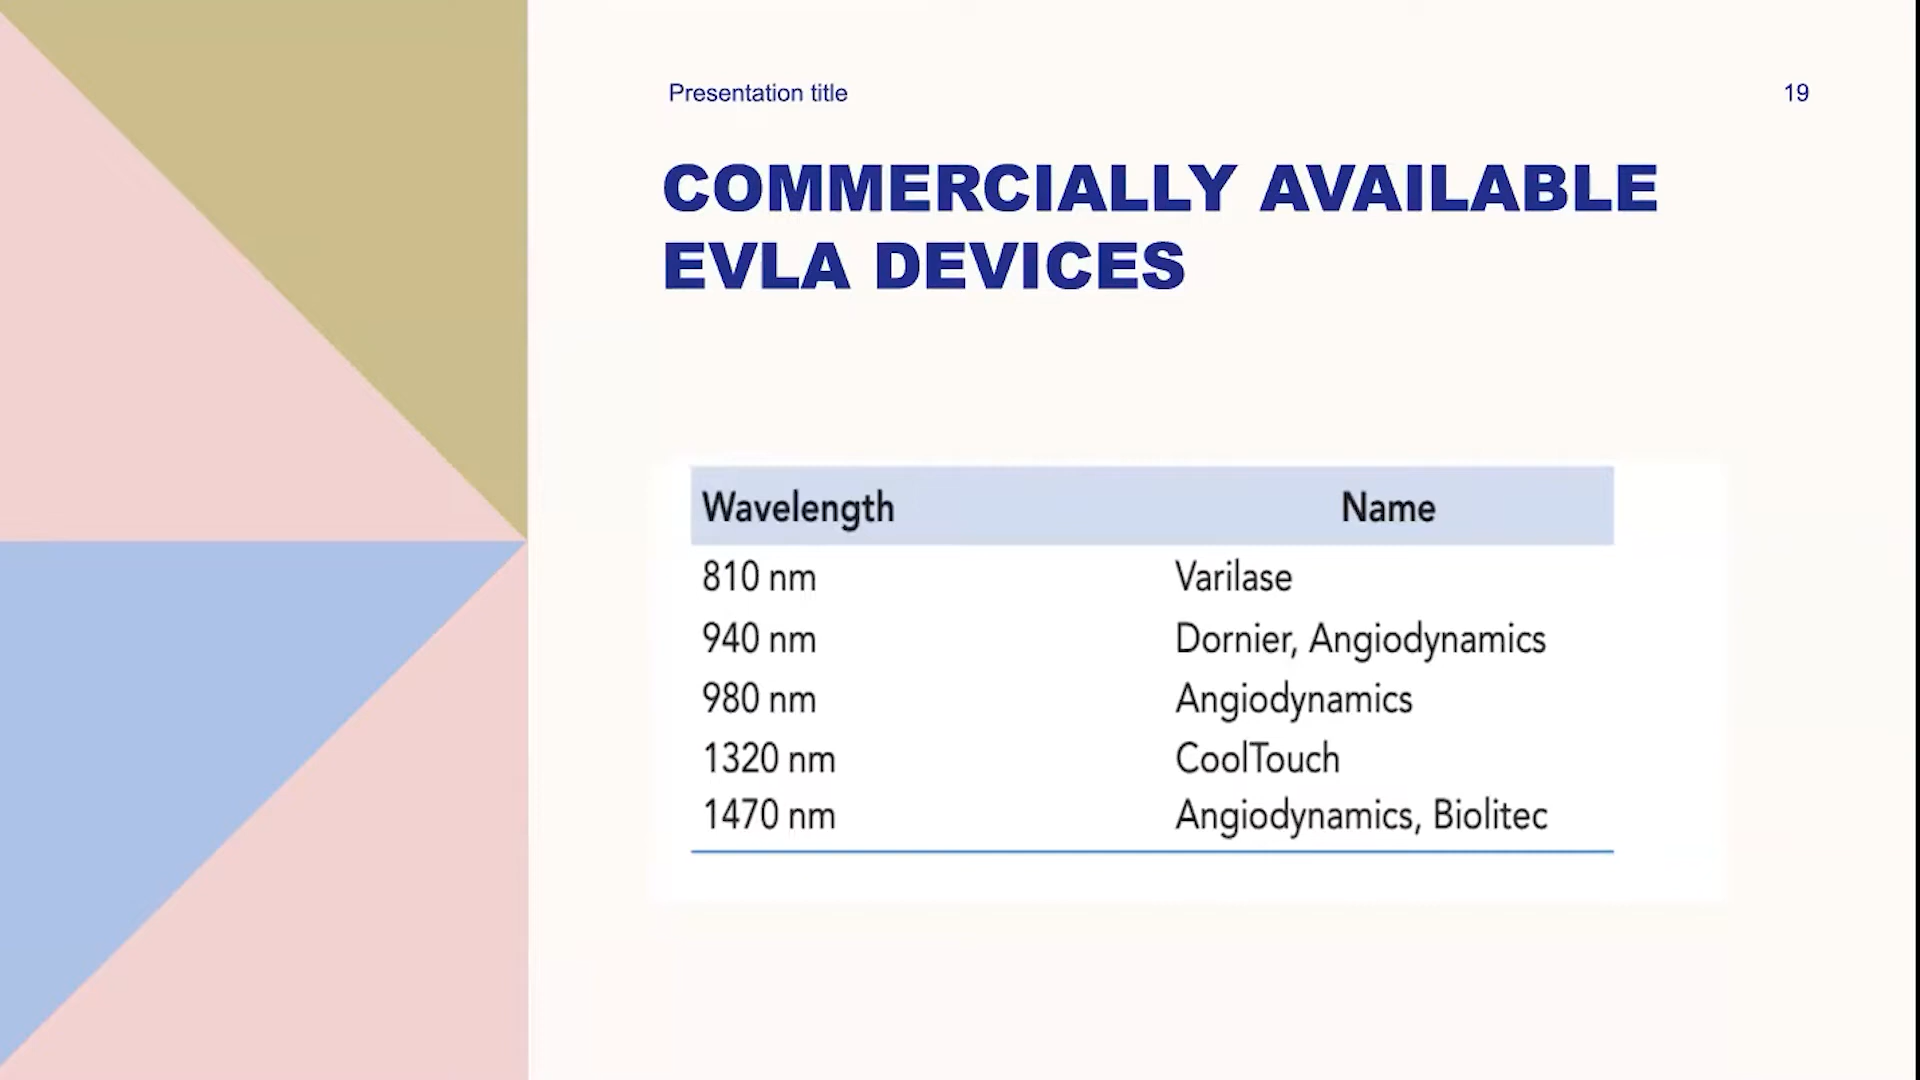 Presentation title 19
COMMERCIALLY AVAILABLE
EVLA DEVICES
Wavelength Name
810 nm Varilase
940 nm Dornier, Angiodynamics
980 nm Angiodynamics
1320 nm CoolTouch
1470 nm Angiodynamics, Biolitec